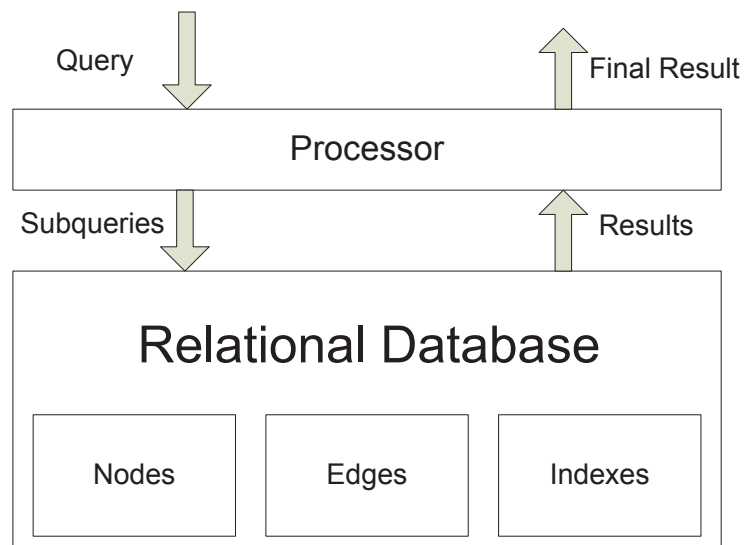 Query
Final Result
Processor
Subqueries
Results
Relational Database
Nodes
Edges
Indexes